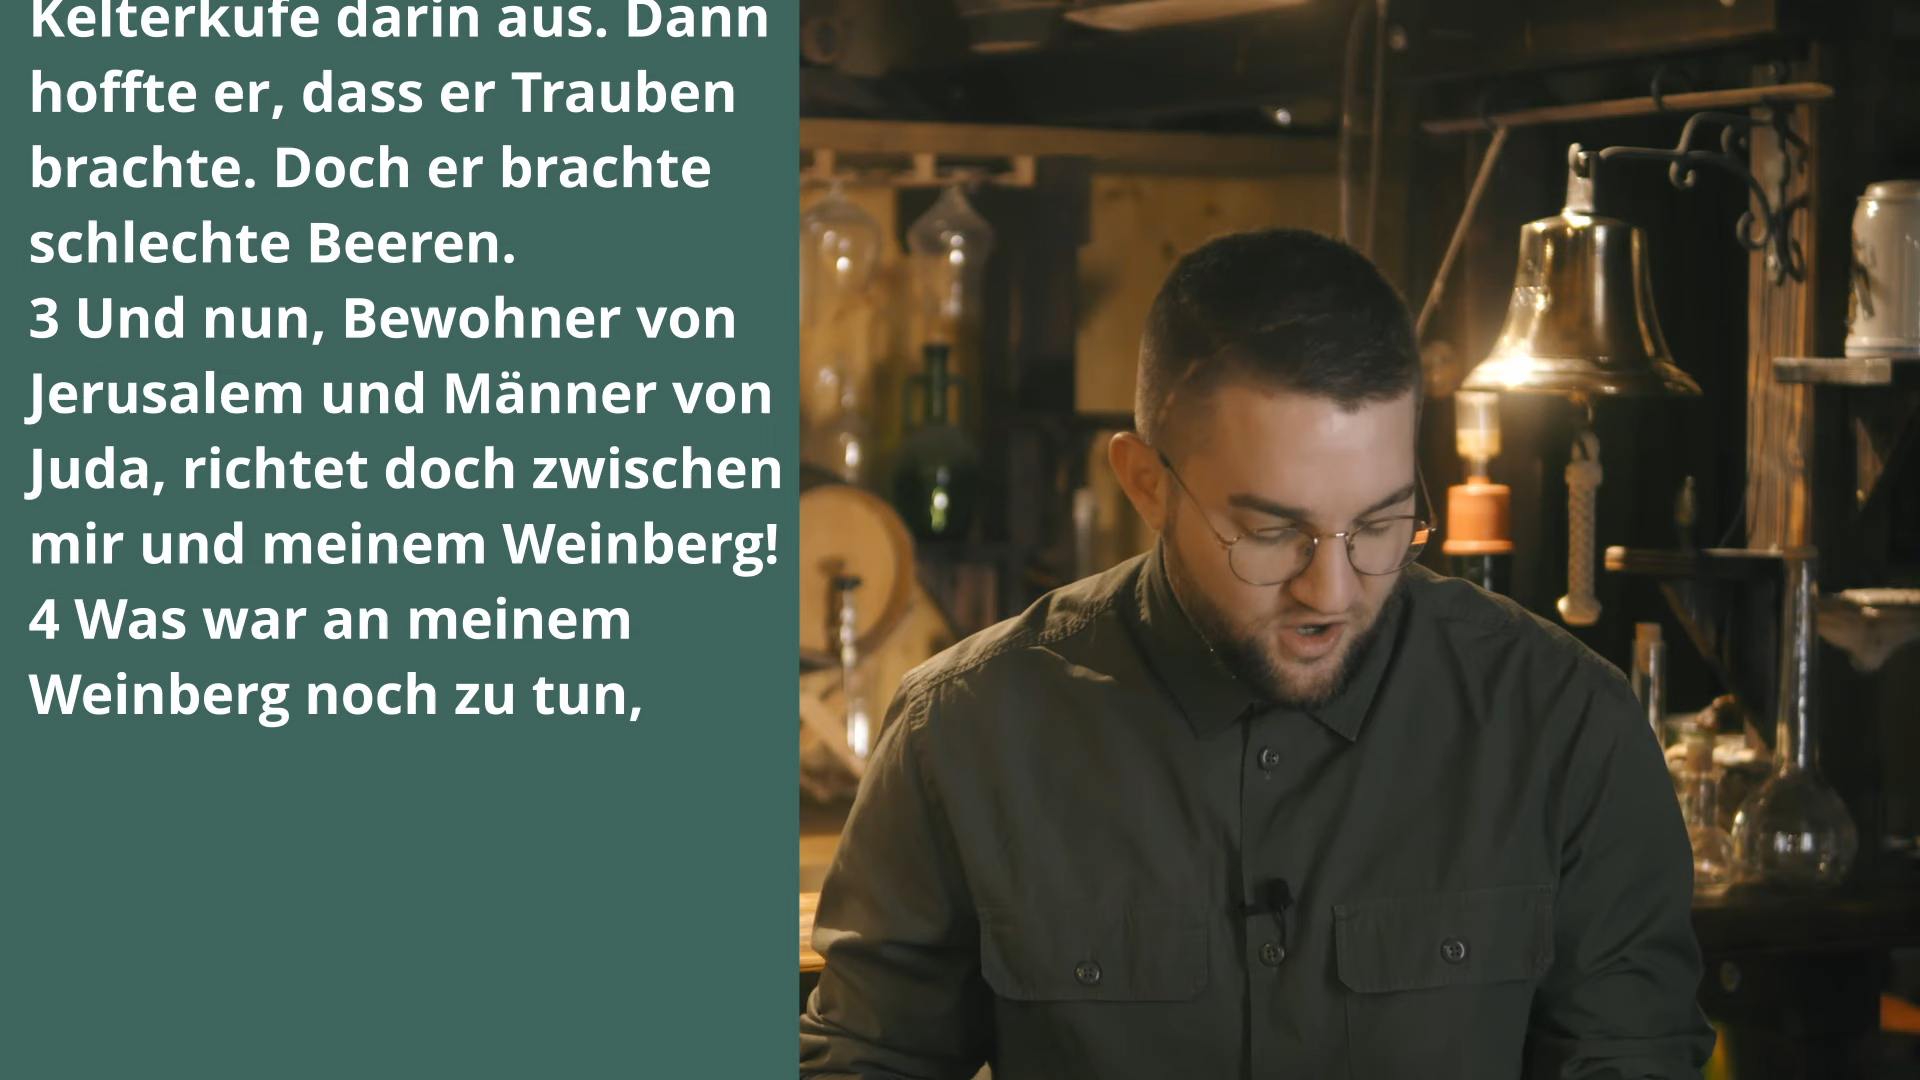 Kelterkufe darin aus. Dann
hoffte er, dass er Trauben
brachte. Doch er brachte
schlechte Beeren.
3 Und nun, Bewohner von
Jerusalem und Männer von
Juda, richtet doch zwischen
mir und meinem Weinberg!
4 Was war an meinem
Weinberg noch zu tun,